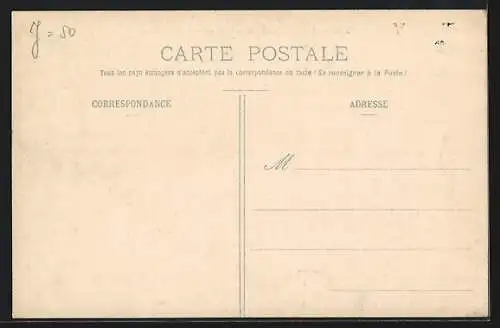 J = 50
CARTE POSTALE
Tous les pays étrangers n'acceptent pas la correspondance au recto (Se renseigner à la Poste)
CORRESPONDANCE
ADRESSE
M